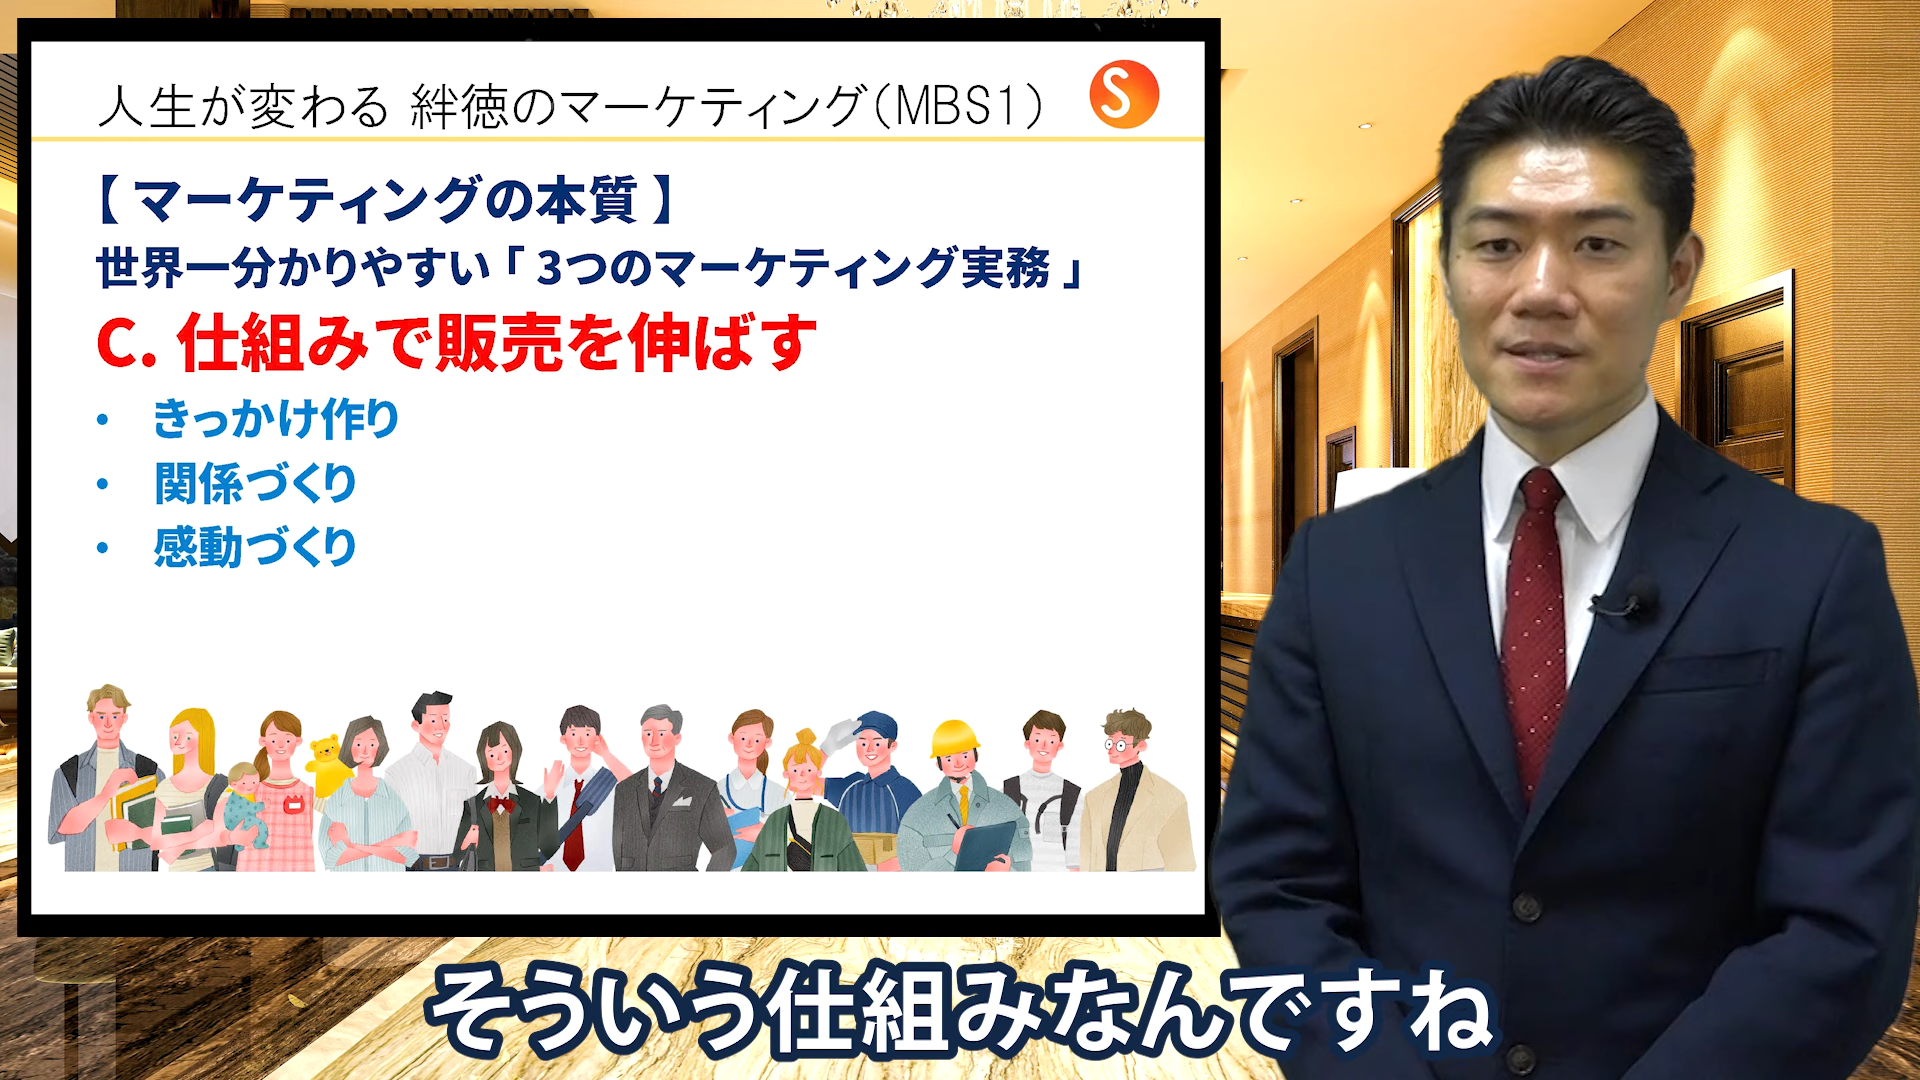 人生が変わる 絆徳のマーケティング（MBS1）
S
【 マーケティングの本質 】
世界一分かりやすい「 3つのマーケティング実務 」
C. 仕組みで販売を伸ばす
• きっかけ作り
• 関係づくり
• 感動づくり
そういう仕組みなんですね